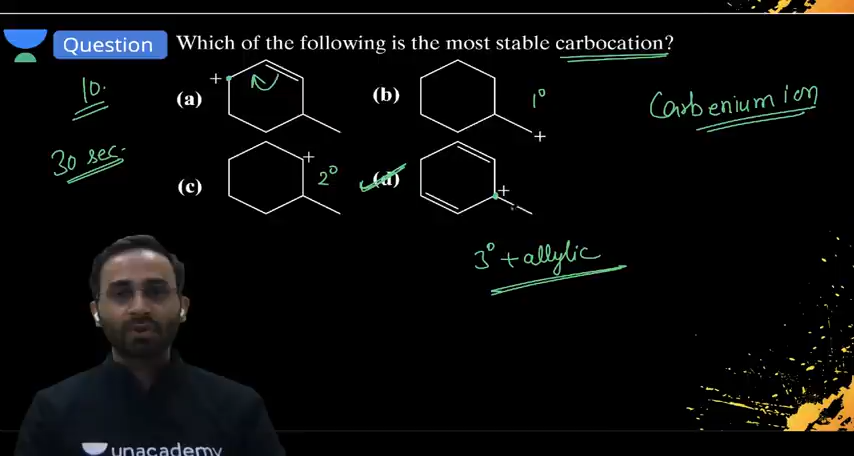 Question Which of the following is the most stable carbocation?
10.
30 sec.
(a) +
(b) 1° +
Carbenium ion
(c) + 2°
(d) +
3° + allylic
unacademy